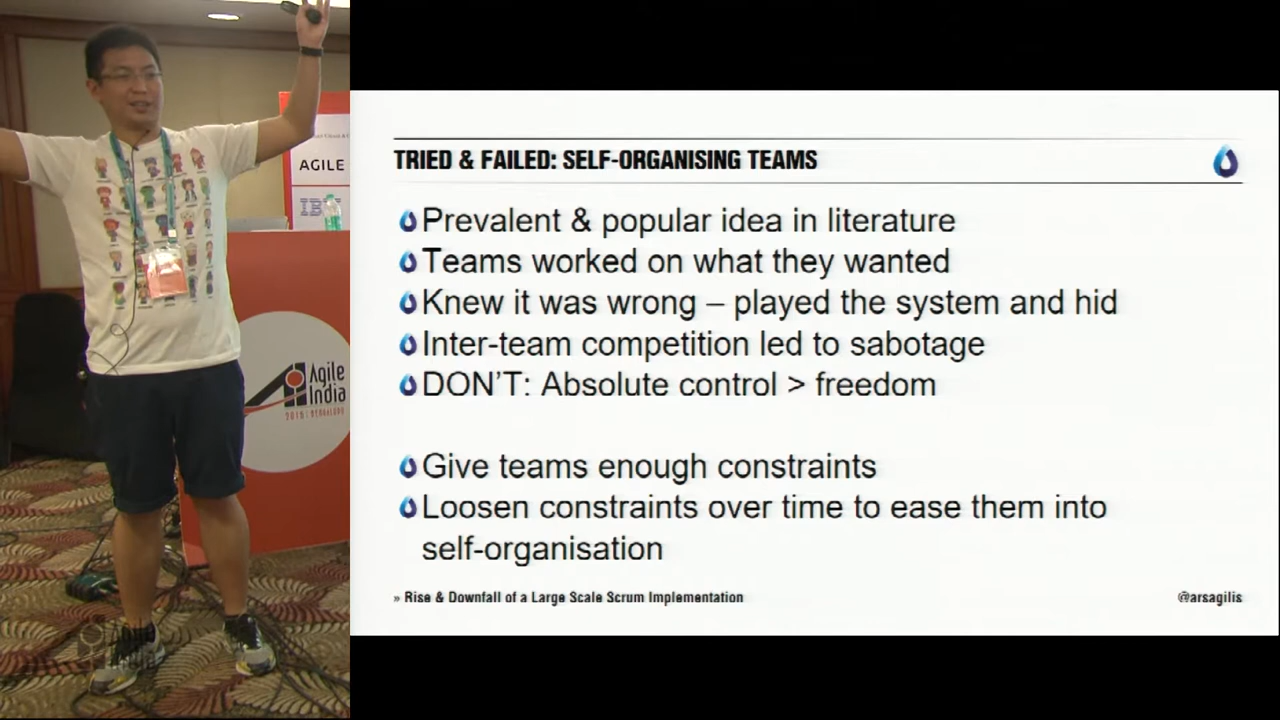 TRIED & FAILED: SELF-ORGANISING TEAMS
Prevalent & popular idea in literature
Teams worked on what they wanted
Knew it was wrong – played the system and hid
Inter-team competition led to sabotage
DON'T: Absolute control > freedom
Give teams enough constraints
Loosen constraints over time to ease them into
self-organisation
» Rise & Downfall of a Large Scale Scrum Implementation
@arsagilis
AGILE
IBM
Agile
India
Agile
India